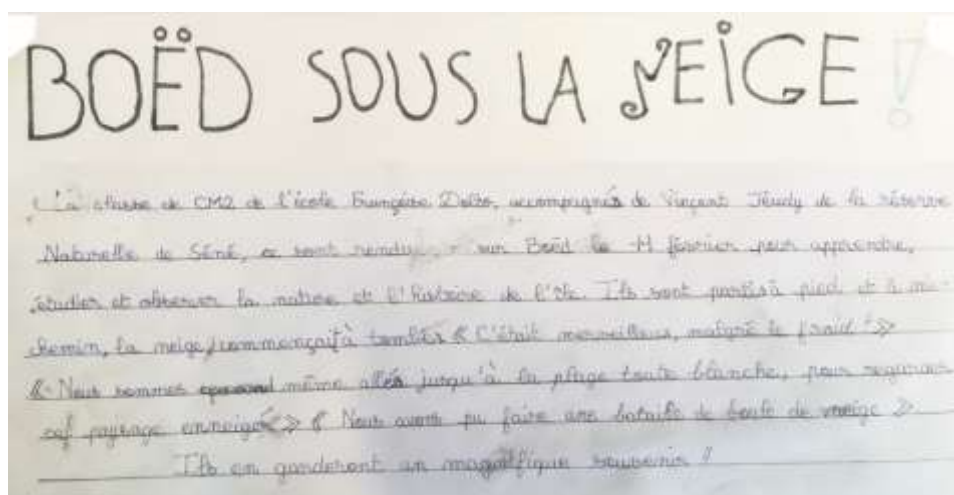 BOËD SOUS LA NEIGE !
La classe de CM2 de l'école Françoise Dolto, accompagnés de Vincent Jeudy de la réserve
Naturelle de Séné, se sont rendu sur Boëd le 11 février pour apprendre,
étudier et observer la nature et l'histoire de l'île. Ils sont partis à pied et à mi-
chemin, la neige commençait à tomber « C'était merveilleux, malgré le froid ! »
« Nous sommes même allés jusqu'à la plage toute blanche, pour regarder
cet paysage enneigé » « Nous avons pu faire une bataille de boule de neige »
Ils en garderont un magnifique souvenir !